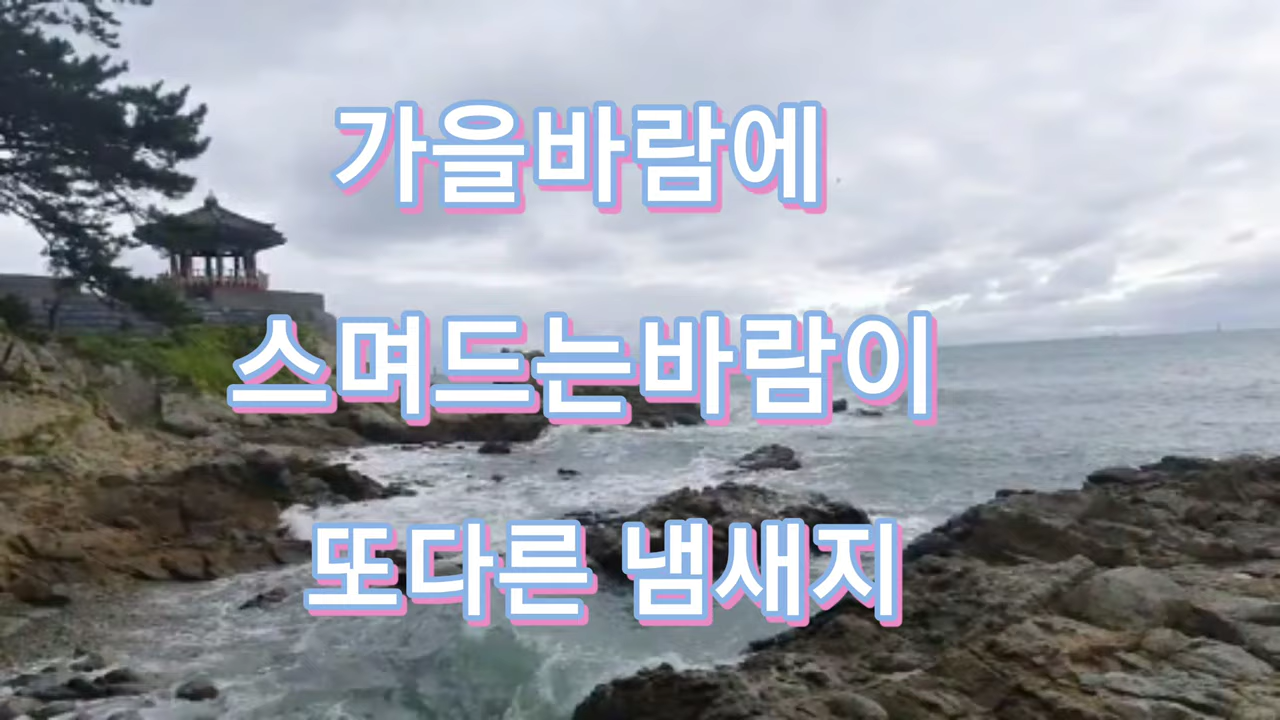 가을바람에
스며드는바람이
또다른 냄새지